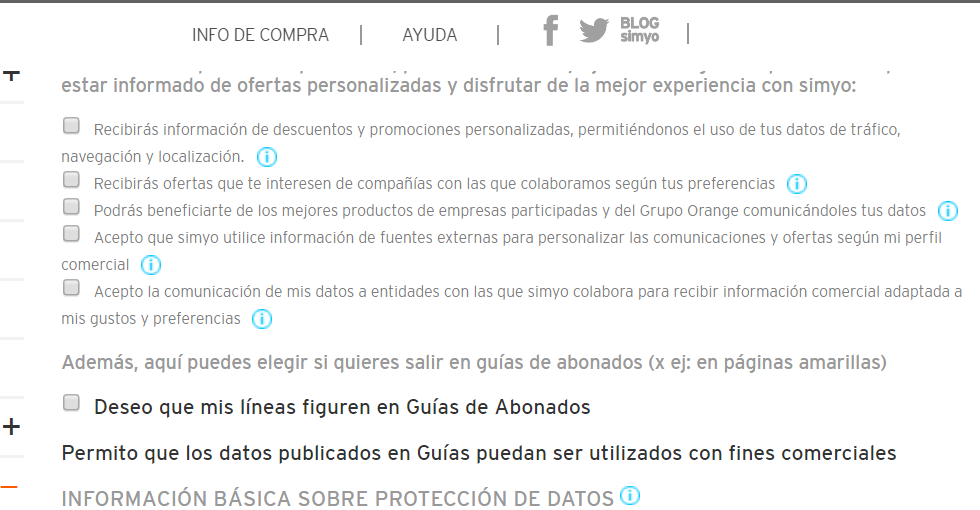 INFO DE COMPRA
AYUDA
BLOG
simyo
estar informado de ofertas personalizadas y disfrutar de la mejor experiencia con simyo:
Recibirás información de descuentos y promociones personalizadas, permitiéndonos el uso de tus datos de tráfico,
navegación y localización.
Recibirás ofertas que te interesen de compañías con las que colaboramos según tus preferencias
Podrás beneficiarte de los mejores productos de empresas participadas y del Grupo Orange comunicándoles tus datos
Acepto que simyo utilice información de fuentes externas para personalizar las comunicaciones y ofertas según mi perfil
comercial
Acepto la comunicación de mis datos a entidades con las que simyo colabora para recibir información comercial adaptada a
mis gustos y preferencias
Además, aquí puedes elegir si quieres salir en guías de abonados (x ej: en páginas amarillas)
Deseo que mis líneas figuren en Guías de Abonados
Permito que los datos publicados en Guías puedan ser utilizados con fines comerciales
INFORMACIÓN BÁSICA SOBRE PROTECCIÓN DE DATOS